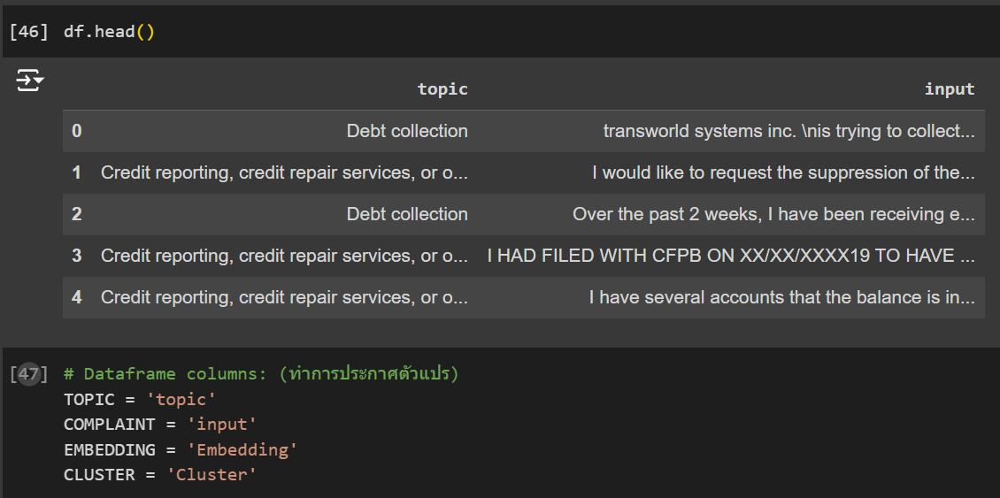 [46] df.head()
topic input
0 Debt collection transworld systems inc. \nis trying to collect...
1 Credit reporting, credit repair services, or o... I would like to request the suppression of the...
2 Debt collection Over the past 2 weeks, I have been receiving e...
3 Credit reporting, credit repair services, or o... I HAD FILED WITH CFPB ON XX/XX/XXXX19 TO HAVE ...
4 Credit reporting, credit repair services, or o... I have several accounts that the balance is in...
[47] # Dataframe columns: (ทำการประกาศตัวแปร)
TOPIC = 'topic'
COMPLAINT = 'input'
EMBEDDING = 'Embedding'
CLUSTER = 'Cluster'